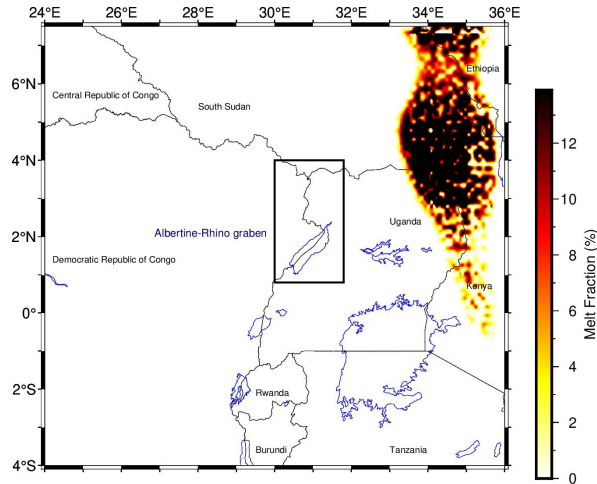 24°E 26°E 28°E 30°E 32°E 34°E 36°E
6°N
4°N
2°N
0°
2°S
4°S
Ethiopia
Central Republic of Congo
South Sudan
Uganda
Albertine-Rhino graben
Democratic Republic of Congo
Kenya
Rwanda
Burundi
Tanzania
12
10
8
6
4
2
0
Melt Fraction (%)